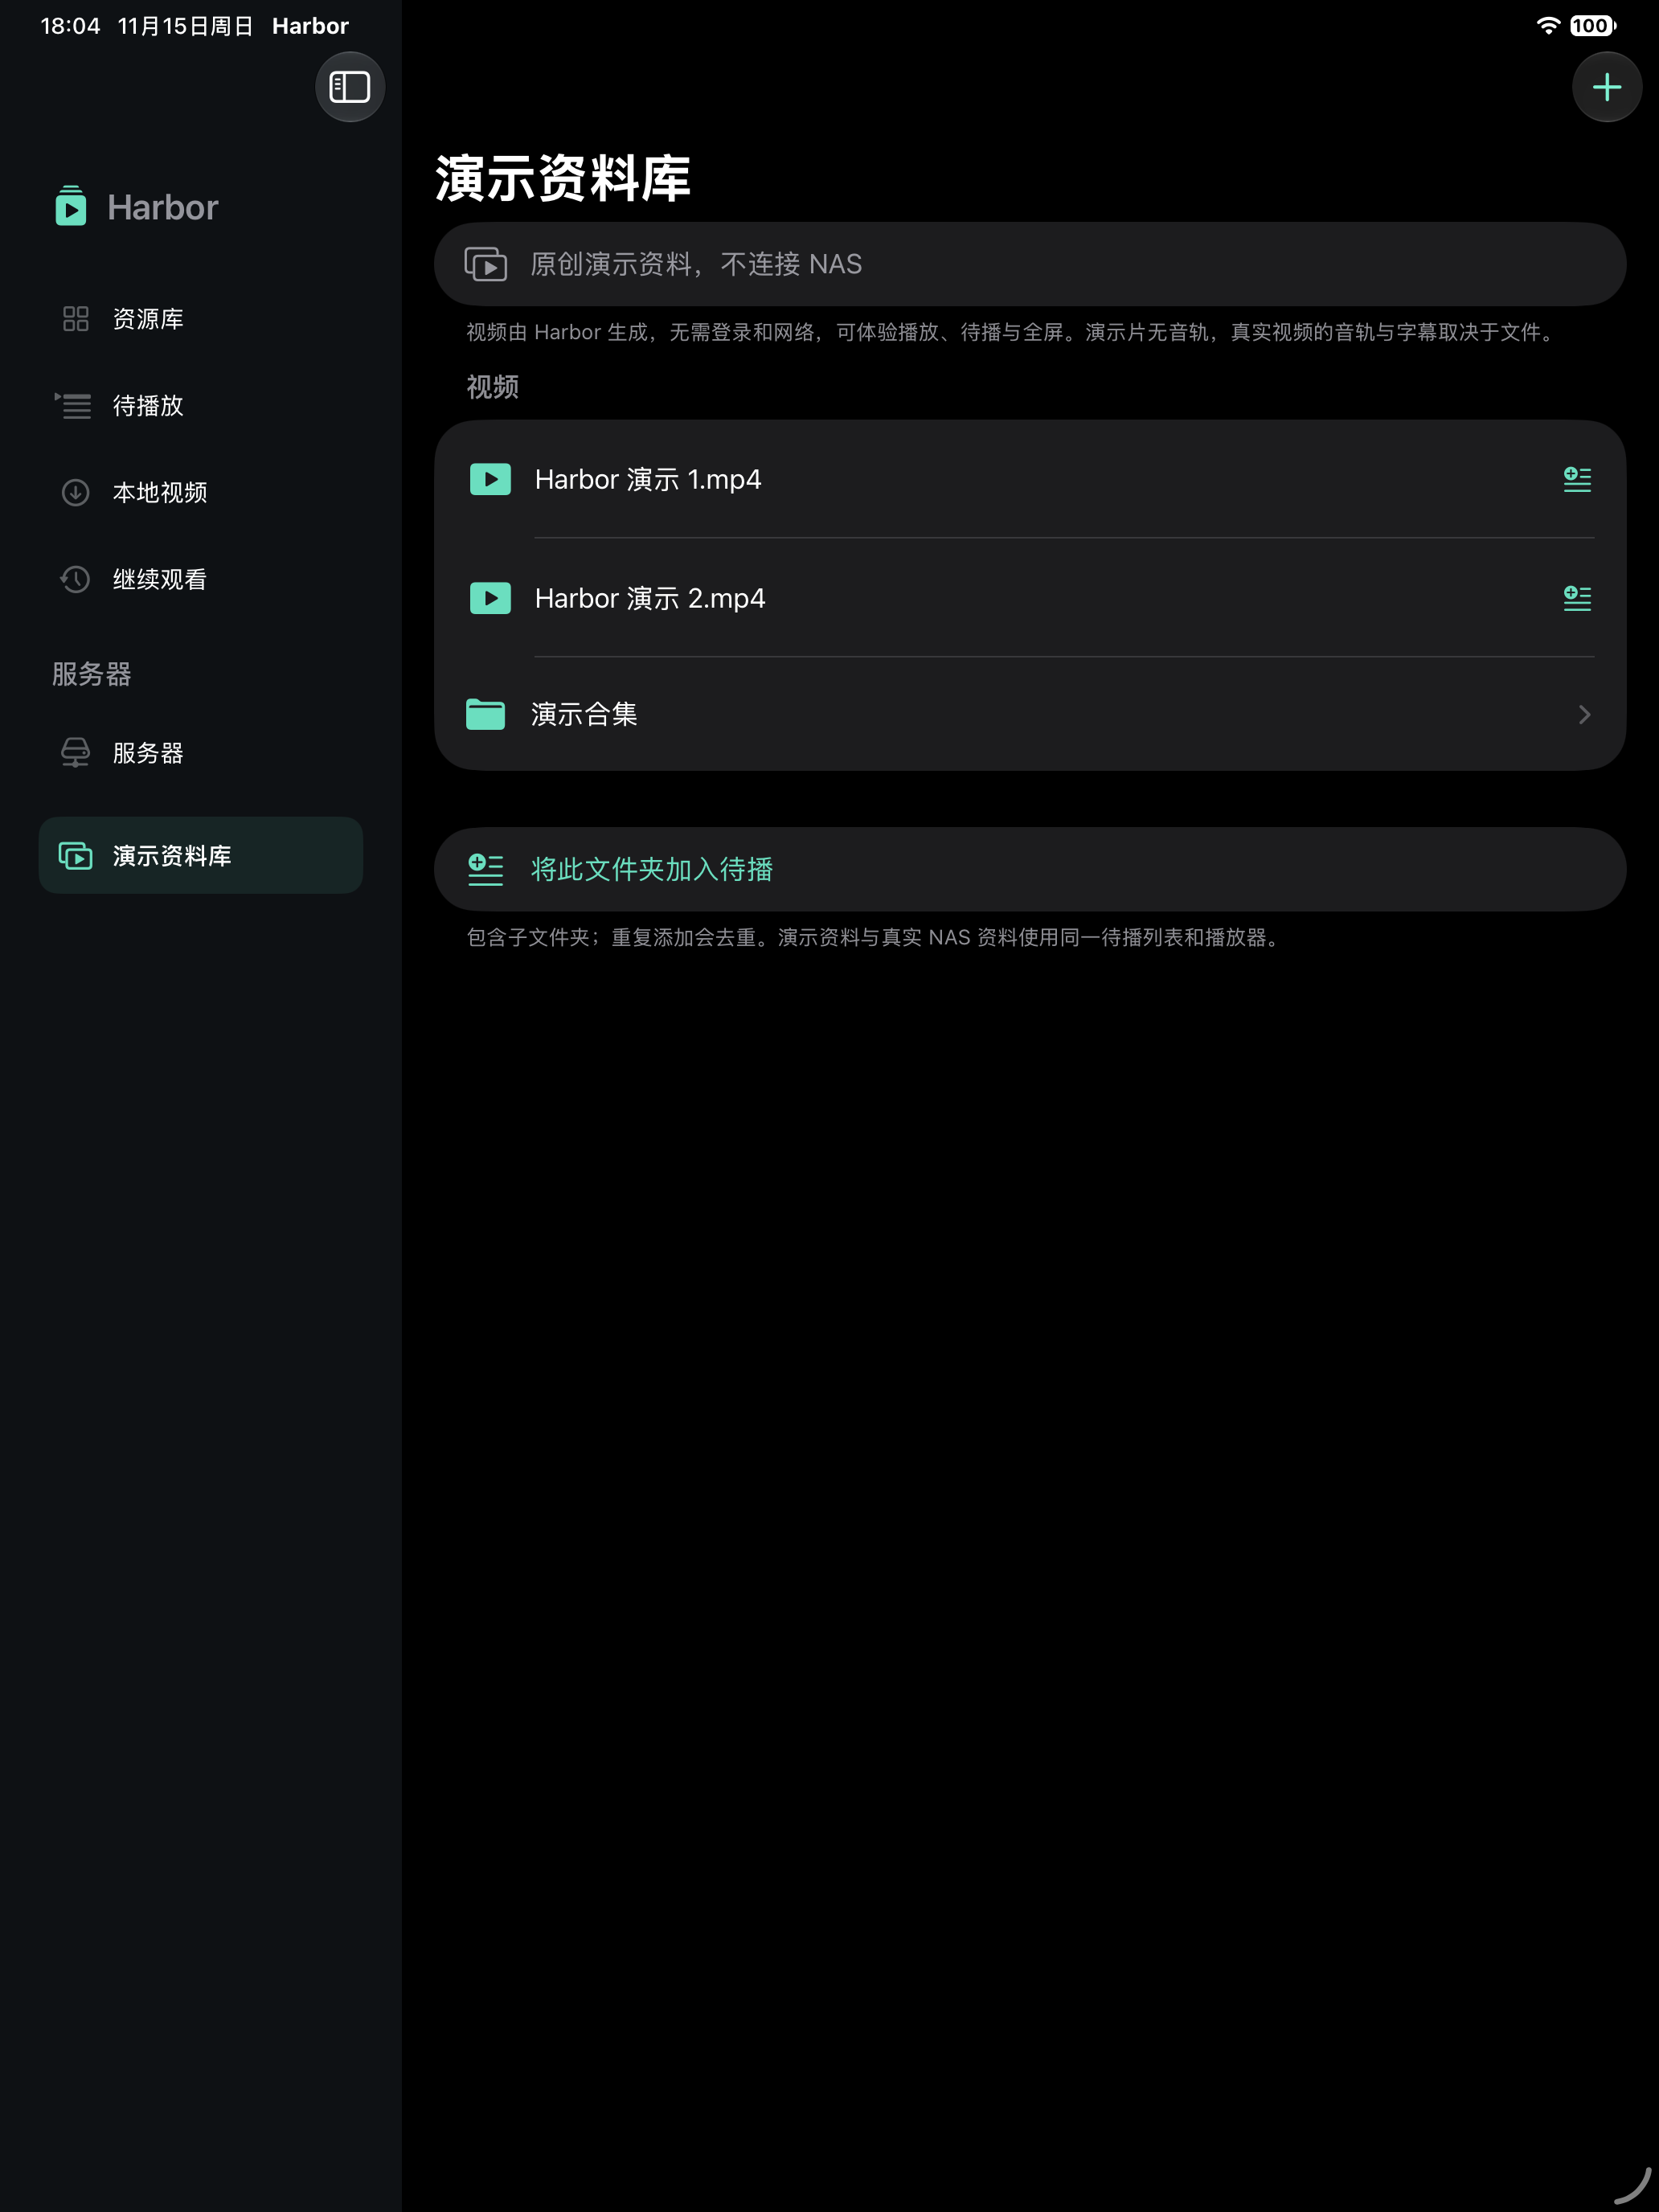 18:04 11月15日周日 Harbor
100
Harbor
资源库
待播放
本地视频
继续观看
服务器
服务器
演示资料库
演示资料库
原创演示资料，不连接 NAS
视频由 Harbor 生成，无需登录和网络，可体验播放、待播与全屏。演示片无音轨，真实视频的音轨与字幕取决于文件。
视频
Harbor 演示 1.mp4
Harbor 演示 2.mp4
演示合集
将此文件夹加入待播
包含子文件夹；重复添加会去重。演示资料与真实 NAS 资料使用同一待播列表和播放器。